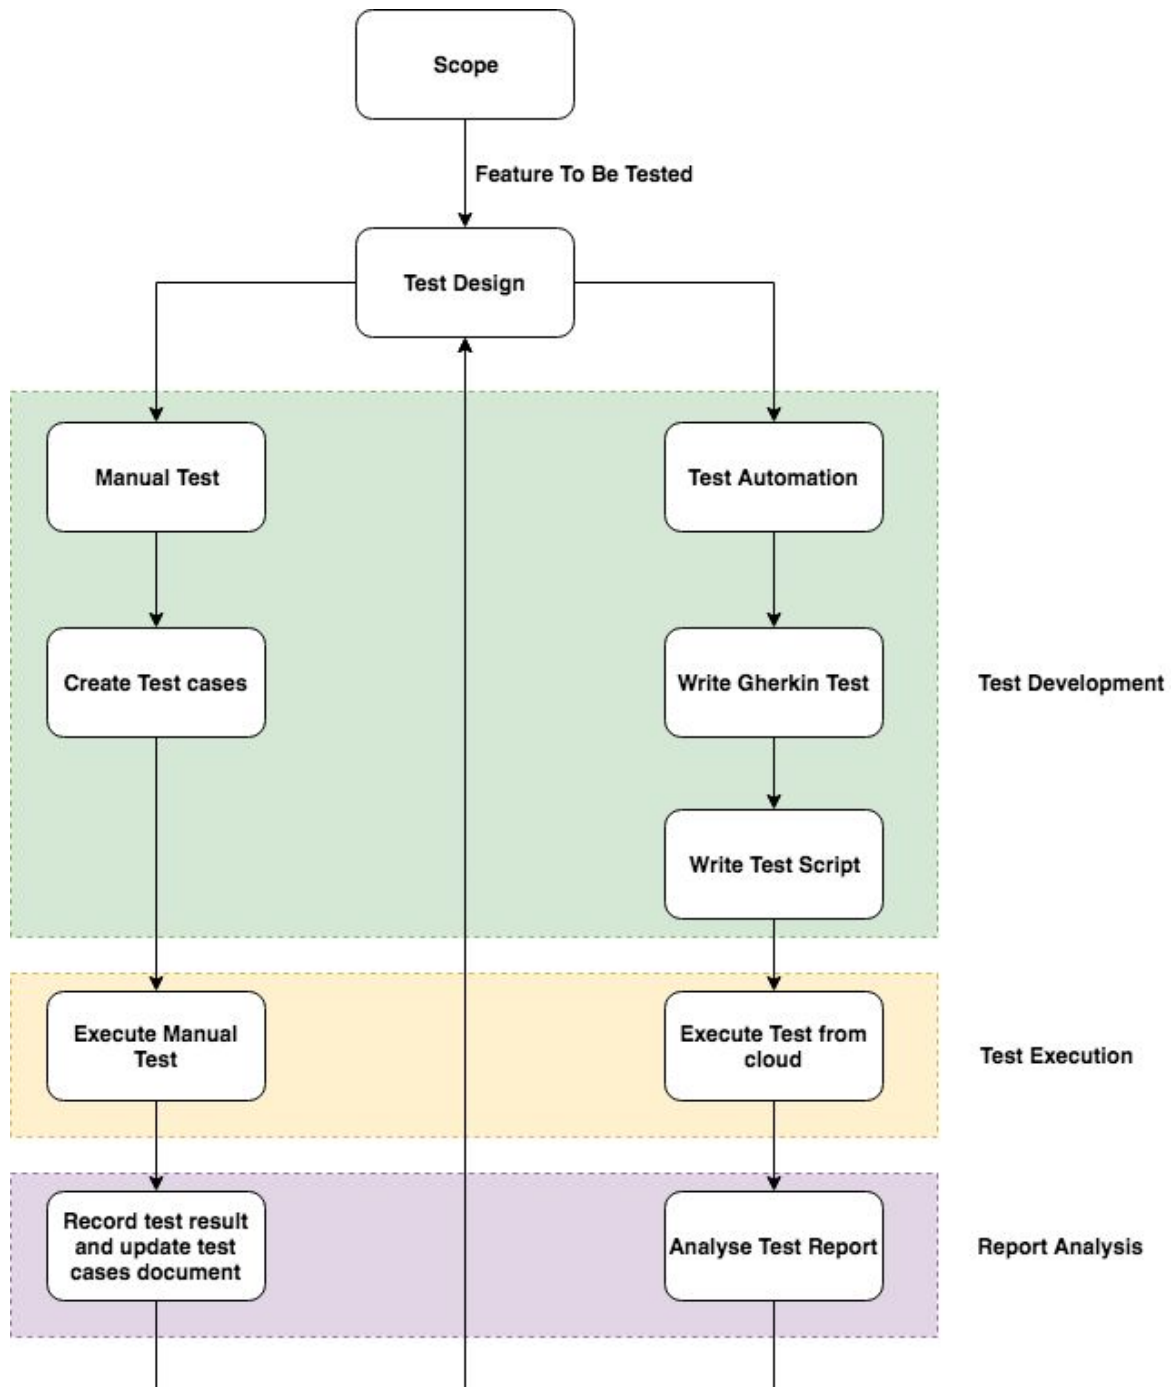 Scope
Feature To Be Tested
Test Design
Manual Test
Test Automation
Create Test cases
Write Gherkin Test
Test Development
Write Test Script
Execute Manual
Test
Execute Test from
cloud
Test Execution
Record test result
and update test
cases document
Analyse Test Report
Report Analysis